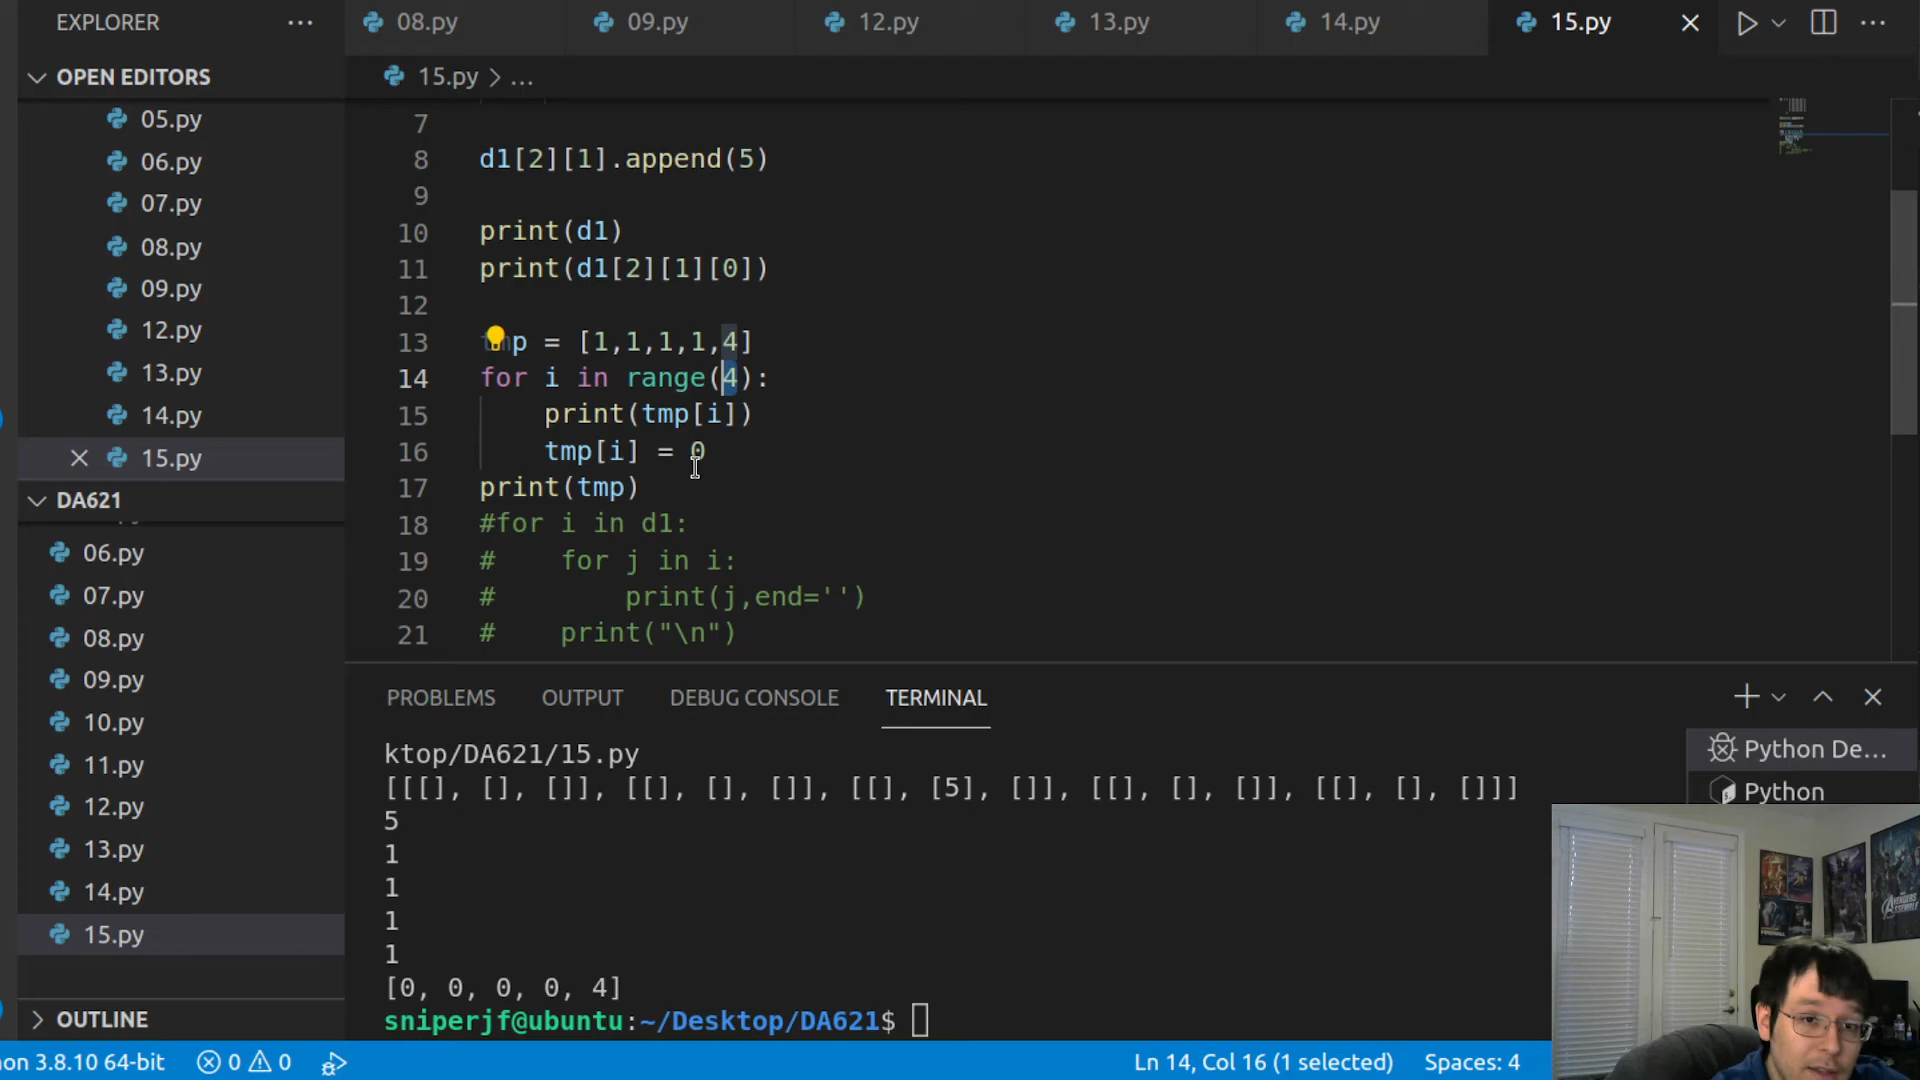 EXPLORER ...
08.py 09.py 12.py 13.py 14.py 15.py
OPEN EDITORS
15.py > ...
05.py
06.py
07.py
08.py
09.py
12.py
13.py
14.py
15.py
DA621
06.py
07.py
08.py
09.py
10.py
11.py
12.py
13.py
14.py
15.py
OUTLINE
7
8 d1[2][1].append(5)
9
10 print(d1)
11 print(d1[2][1][0])
12
13 tmp = [1,1,1,1,4]
14 for i in range(4):
15 print(tmp[i])
16 tmp[i] = 0
17 print(tmp)
18 #for i in d1:
19 # for j in i:
20 # print(j,end='')
21 # print("\n")
PROBLEMS OUTPUT DEBUG CONSOLE TERMINAL
ktop/DA621/15.py
[[[], [], []], [[], [], []], [[], [5], []], [[], [], []], [[], [], []]]
5
1
1
1
1
[0, 0, 0, 0, 4]
sniperjf@ubuntu:~/Desktop/DA621$
Python De...
Python
AVENGERS
ASSEMBLE
on 3.8.10 64-bit 0 0 Ln 14, Col 16 (1 selected) Spaces: 4